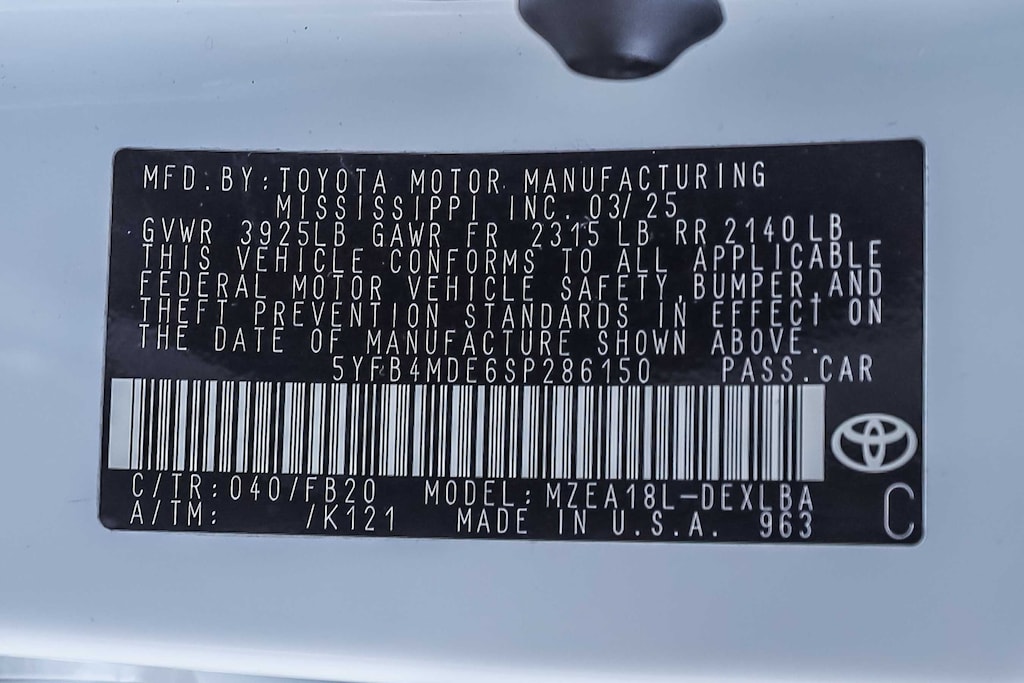 MFD.BY:TOYOTA MOTOR MANUFACTURING
MISSISSIPPI INC. 03/25
GVWR 3925LB GAWR FR 2315 LB RR 2140 LB
THIS VEHICLE CONFORMS TO ALL APPLICABLE
FEDERAL MOTOR VEHICLE SAFETY,BUMPER,AND
THEFT PREVENTION STANDARDS IN EFFECT ON
THE DATE OF MANUFACTURE SHOWN ABOVE.
5YFB4MDE6SP286150 PASS.CAR
C/TR:040/FB20 MODEL:MZEA18L-DEXLBA
A/TM: /K121 MADE IN U.S.A. 963
C